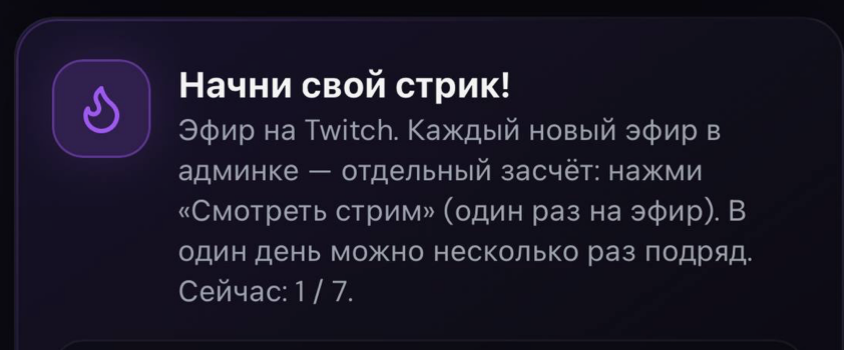 Начни свой стрик!
Эфир на Twitch. Каждый новый эфир в
админке — отдельный засчёт: нажми
«Смотреть стрим» (один раз на эфир). В
один день можно несколько раз подряд.
Сейчас: 1 / 7.